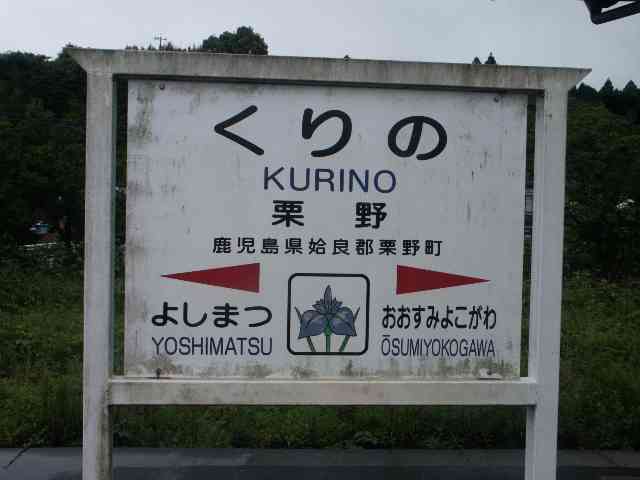 くりの
KURINO
栗野
鹿児島県姶良郡栗野町
よしまつ
YOSHIMATSU
おおすみよこがわ
ŌSUMIYOKOGAWA